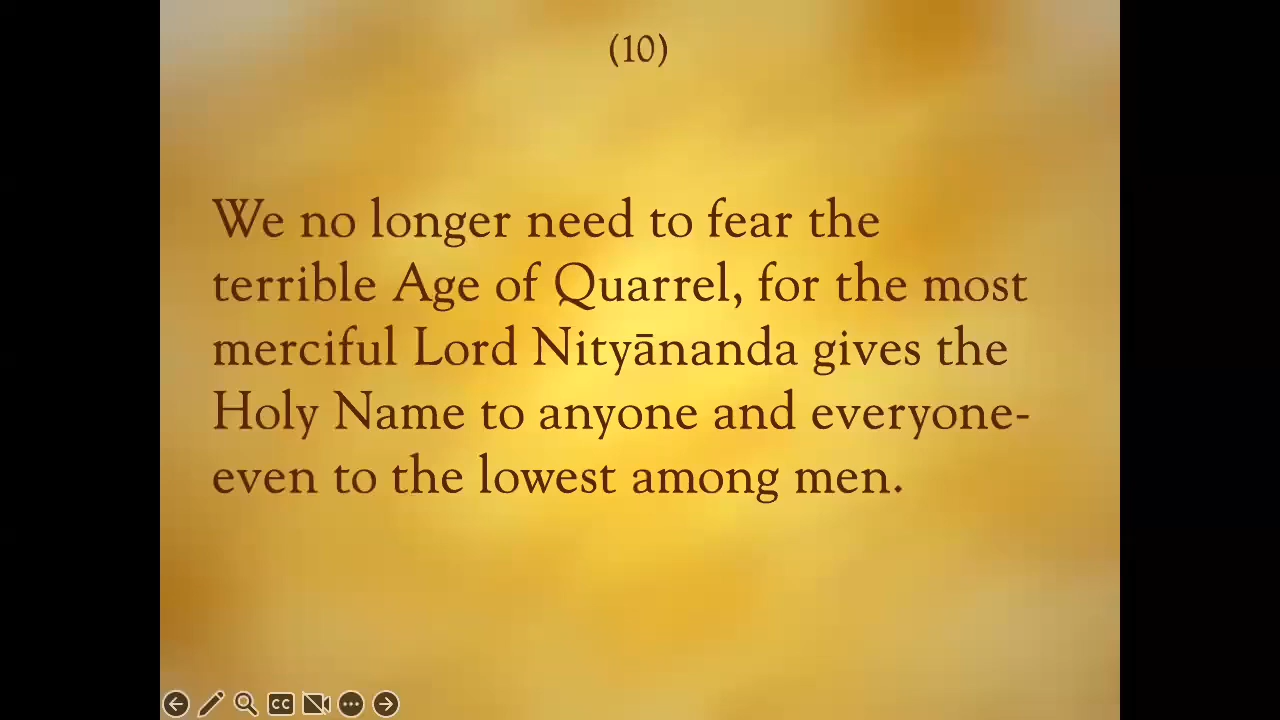 (10)
We no longer need to fear the
terrible Age of Quarrel, for the most
merciful Lord Nityānanda gives the
Holy Name to anyone and everyone-
even to the lowest among men.
CC